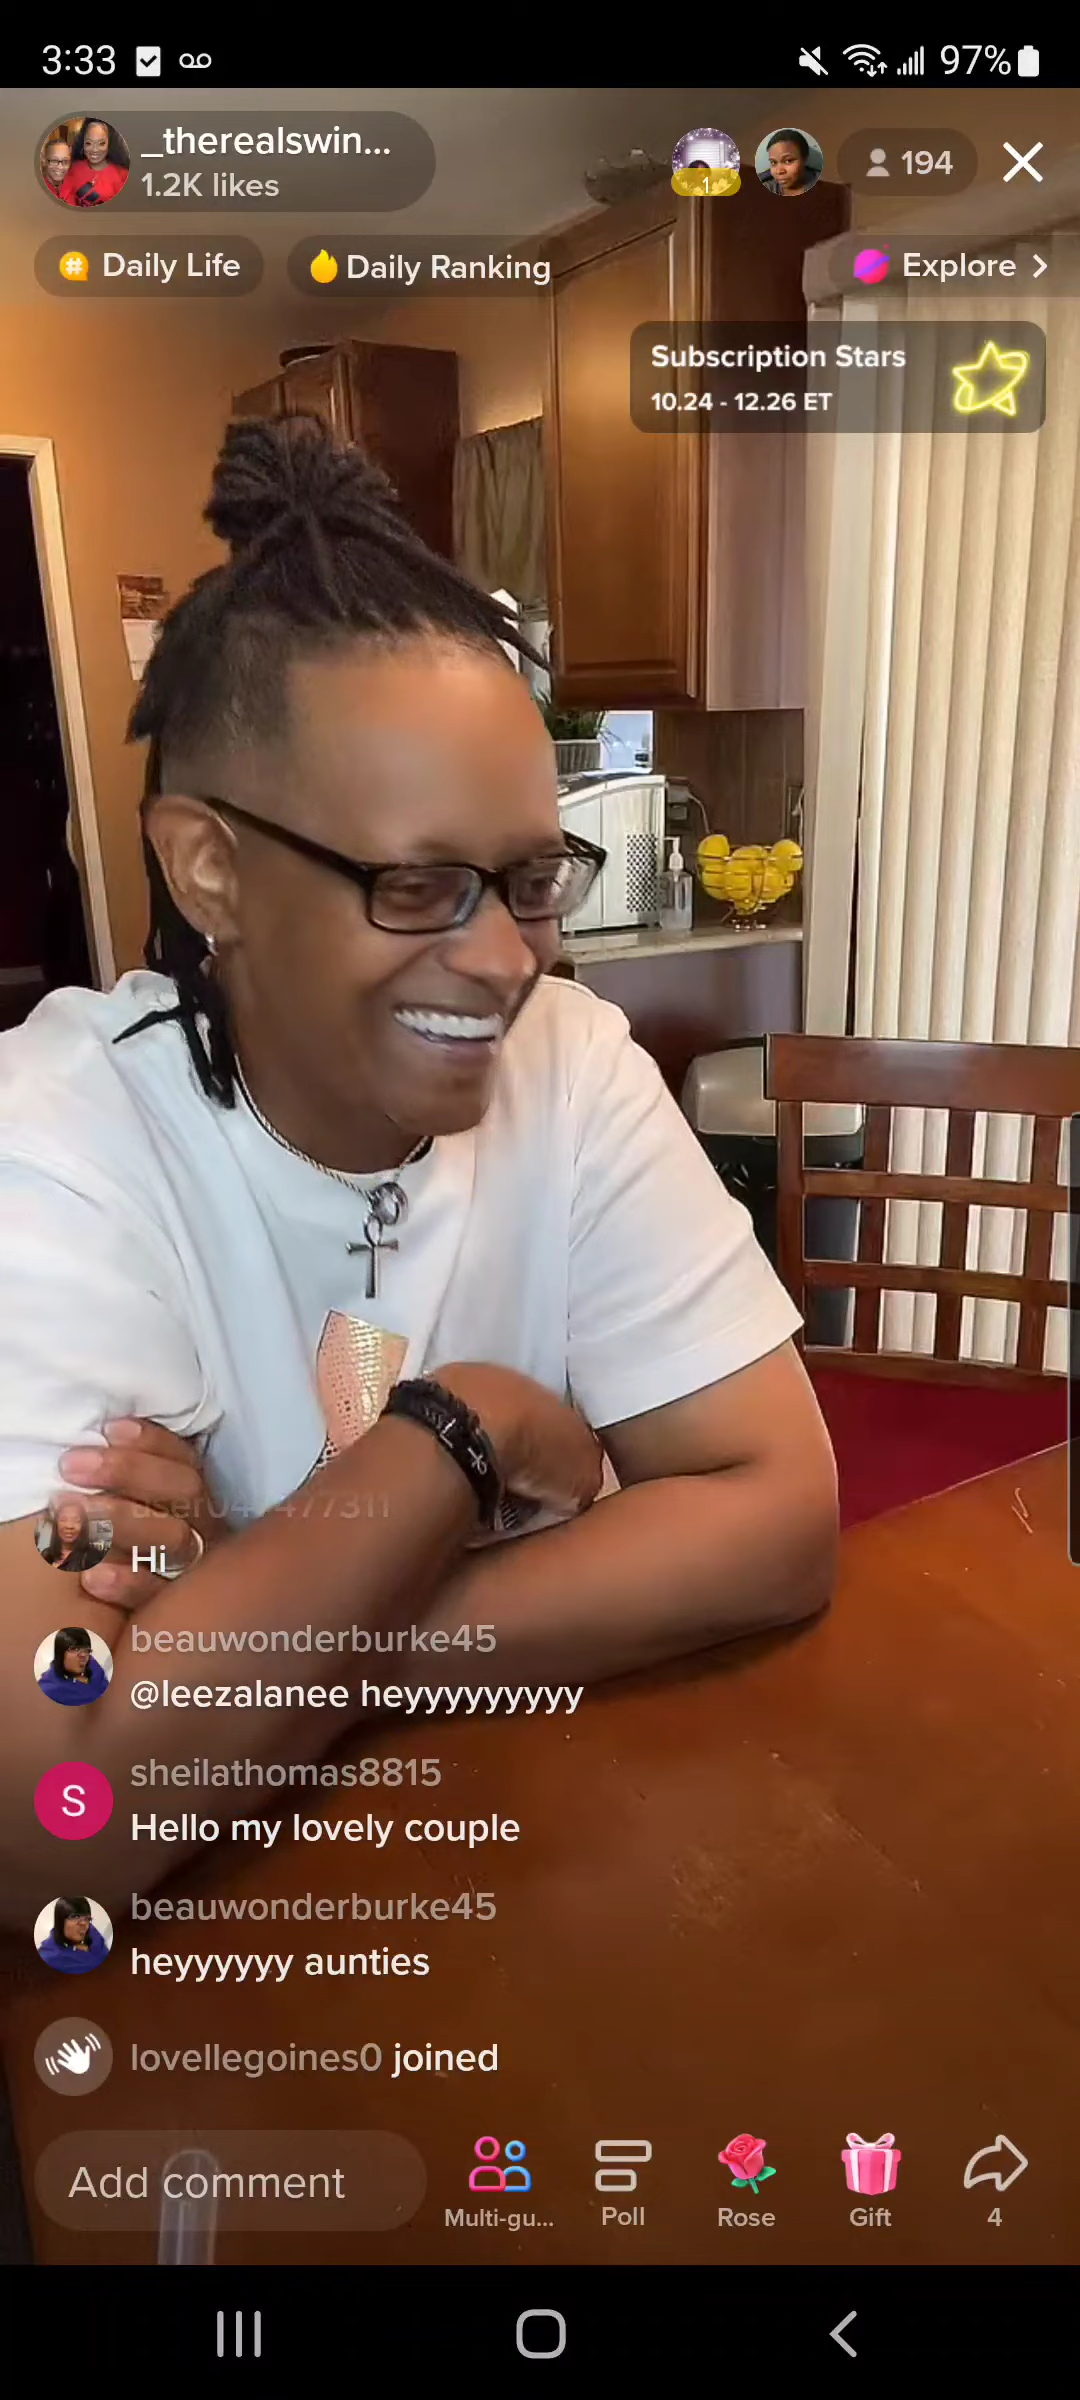 3:33
97%
_therealswin...
1.2K likes
1
194
Daily Life
Daily Ranking
Explore
Subscription Stars
10.24 - 12.26 ET
Hi
beauwonderburke45
@leezalanee heyyyyyyyyy
S
sheilathomas8815
Hello my lovely couple
beauwonderburke45
heyyyyyy aunties
lovellegoines0 joined
Add comment
Multi-gu...
Poll
Rose
Gift
4